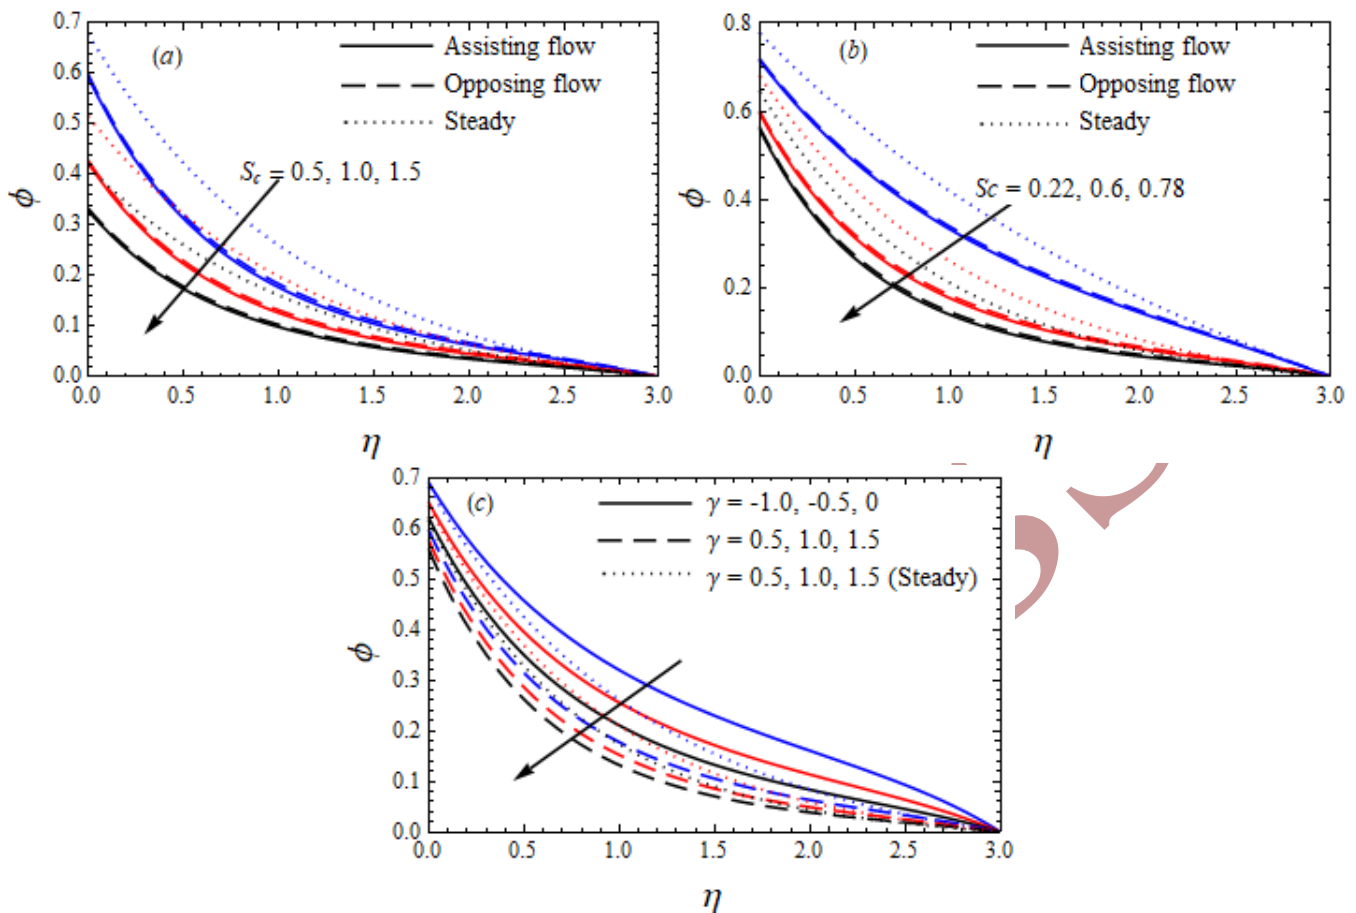 0.7
0.6
0.5
0.4
0.3
0.2
0.1
0.0
ϕ
(a)
Assisting flow
Opposing flow
Steady
S_c = 0.5, 1.0, 1.5
0.0 0.5 1.0 1.5 2.0 2.5 3.0
η
0.8
0.6
0.4
0.2
0.0
ϕ
(b)
Assisting flow
Opposing flow
Steady
Sc = 0.22, 0.6, 0.78
0.0 0.5 1.0 1.5 2.0 2.5 3.0
η
0.7
0.6
0.5
0.4
0.3
0.2
0.1
0.0
ϕ
(c)
γ = -1.0, -0.5, 0
γ = 0.5, 1.0, 1.5
γ = 0.5, 1.0, 1.5 (Steady)
0.0 0.5 1.0 1.5 2.0 2.5 3.0
η